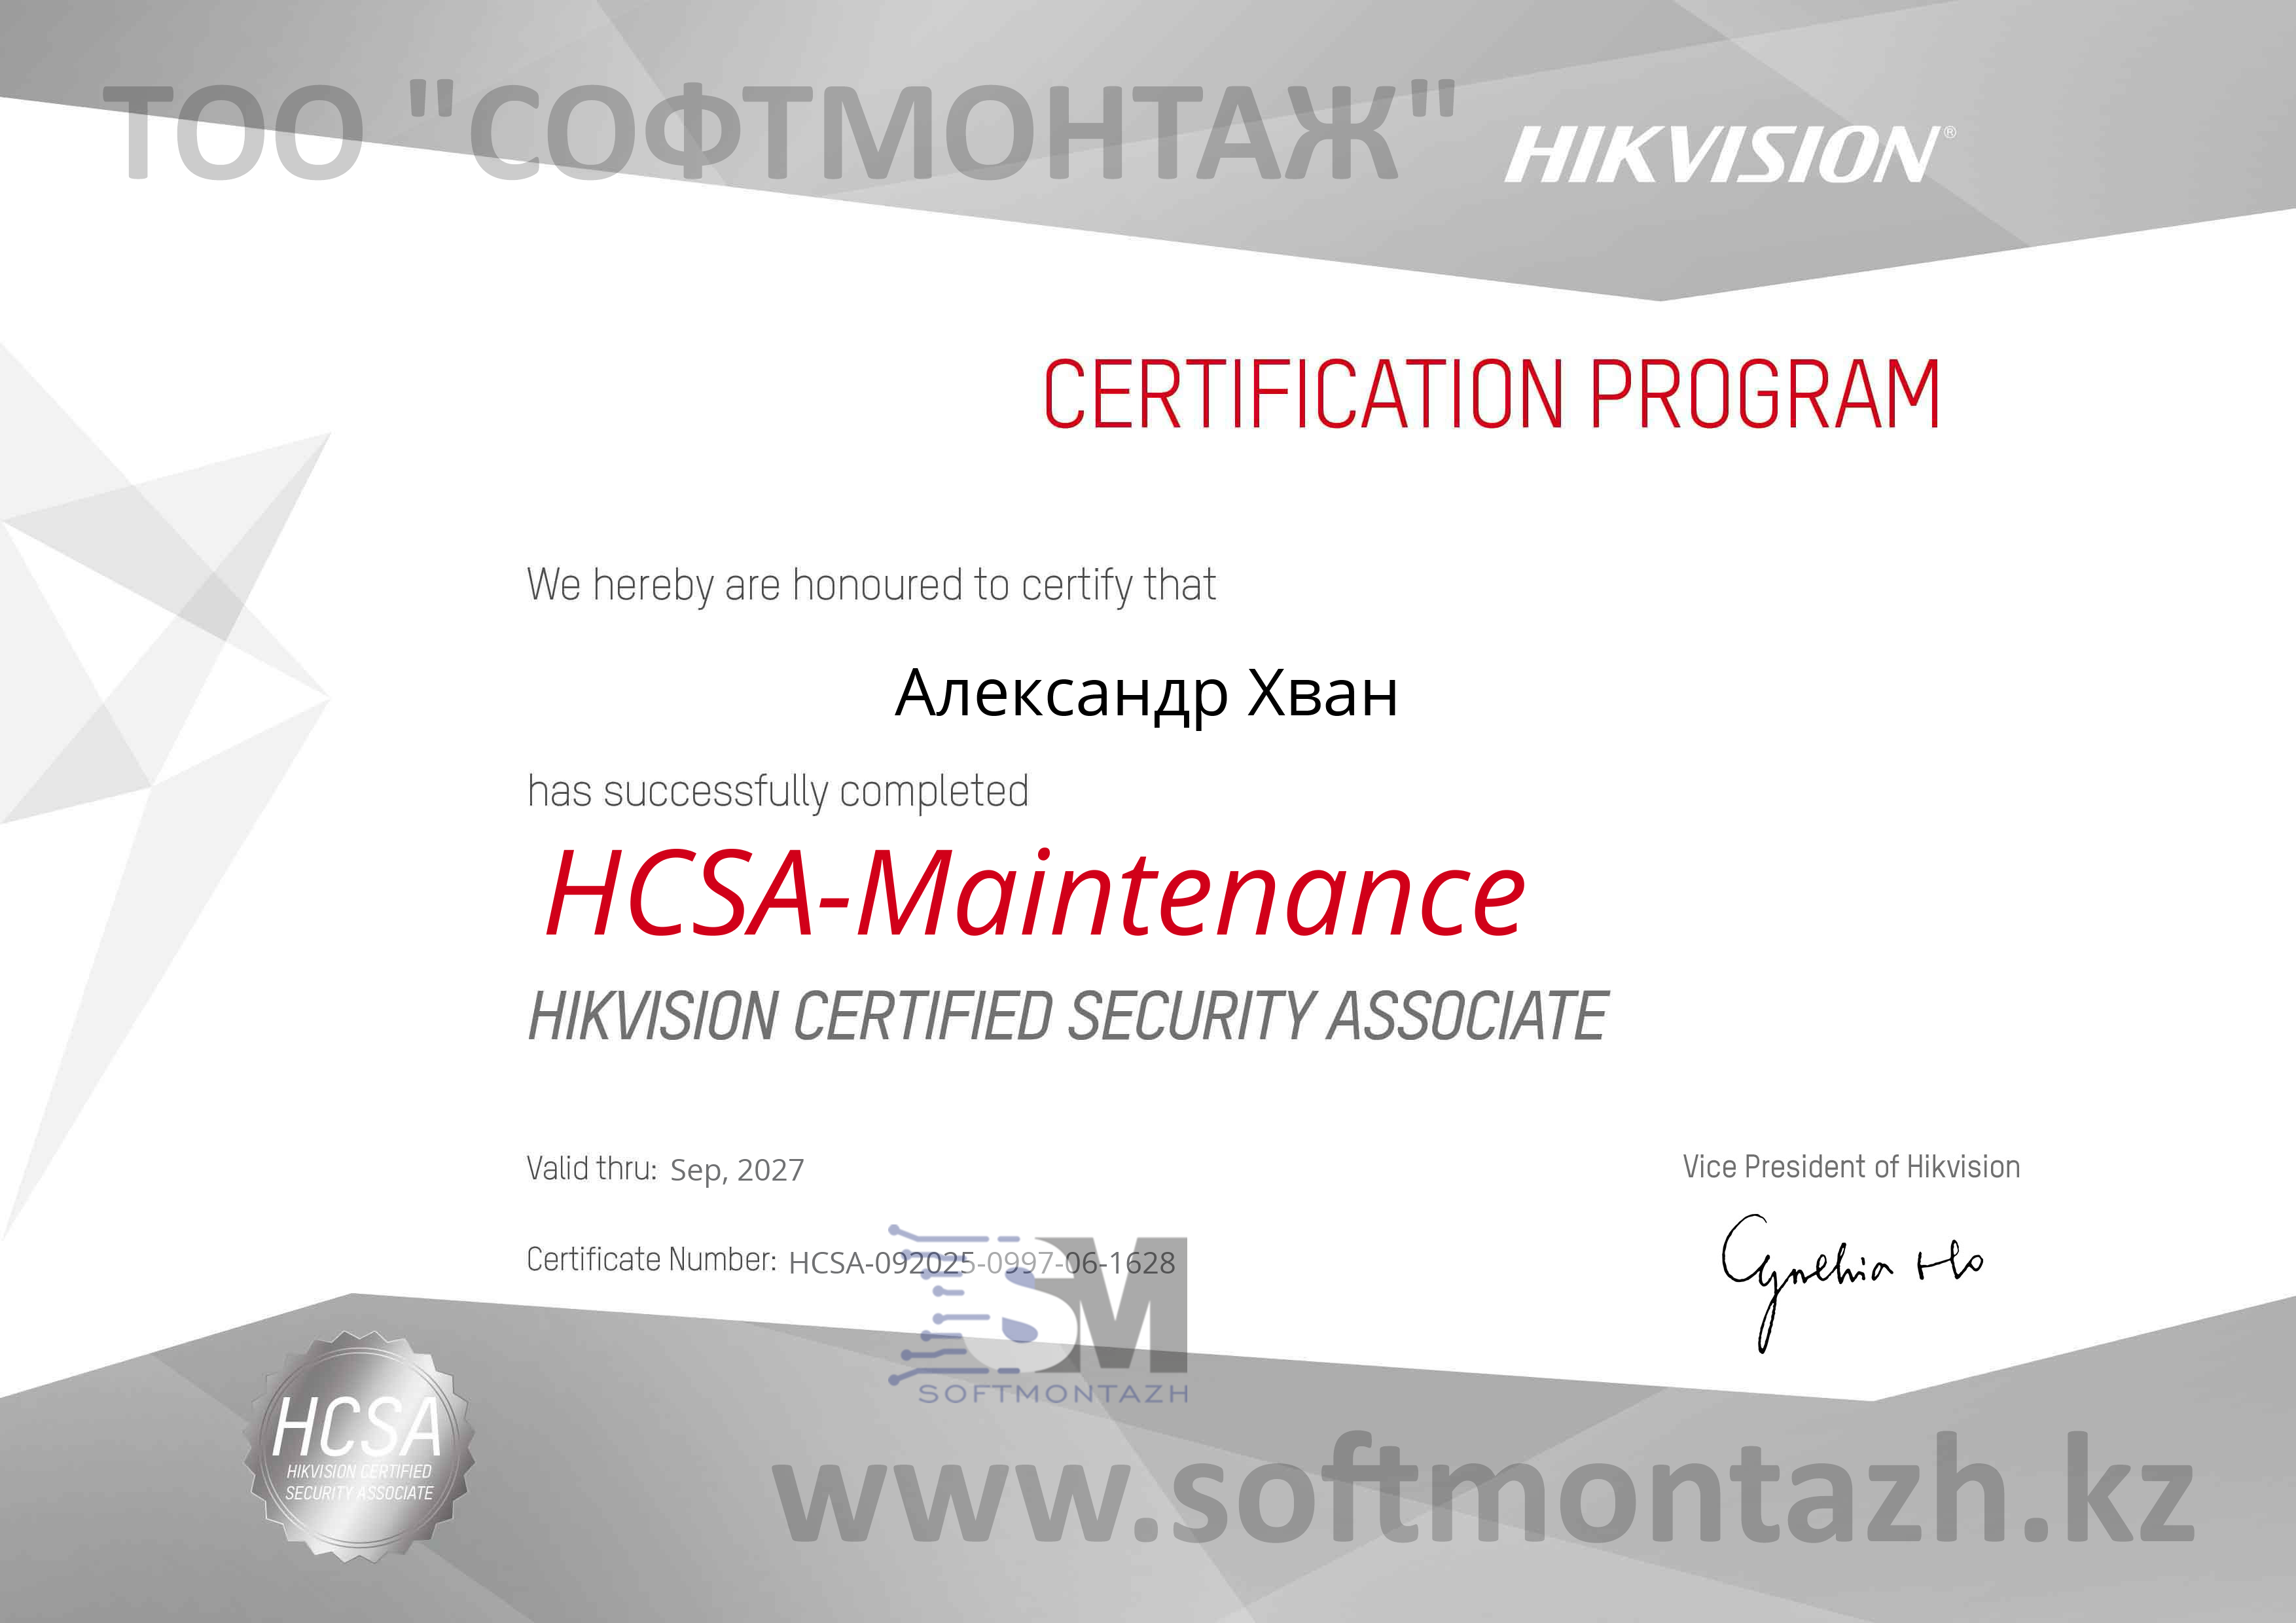 ТОО "СОФТМОНТАЖ"
HIKVISION®
CERTIFICATION PROGRAM
We hereby are honoured to certify that
Александр Хван
has successfully completed
HCSA-Maintenance
HIKVISION CERTIFIED SECURITY ASSOCIATE
Valid thru: Sep, 2027
Vice President of Hikvision
Cynthia Ho
Certificate Number: HCSA-092025-0997-06-1628
SM
SOFTMONTAZH
HCSA
HIKVISION CERTIFIED
SECURITY ASSOCIATE
www.softmontazh.kz